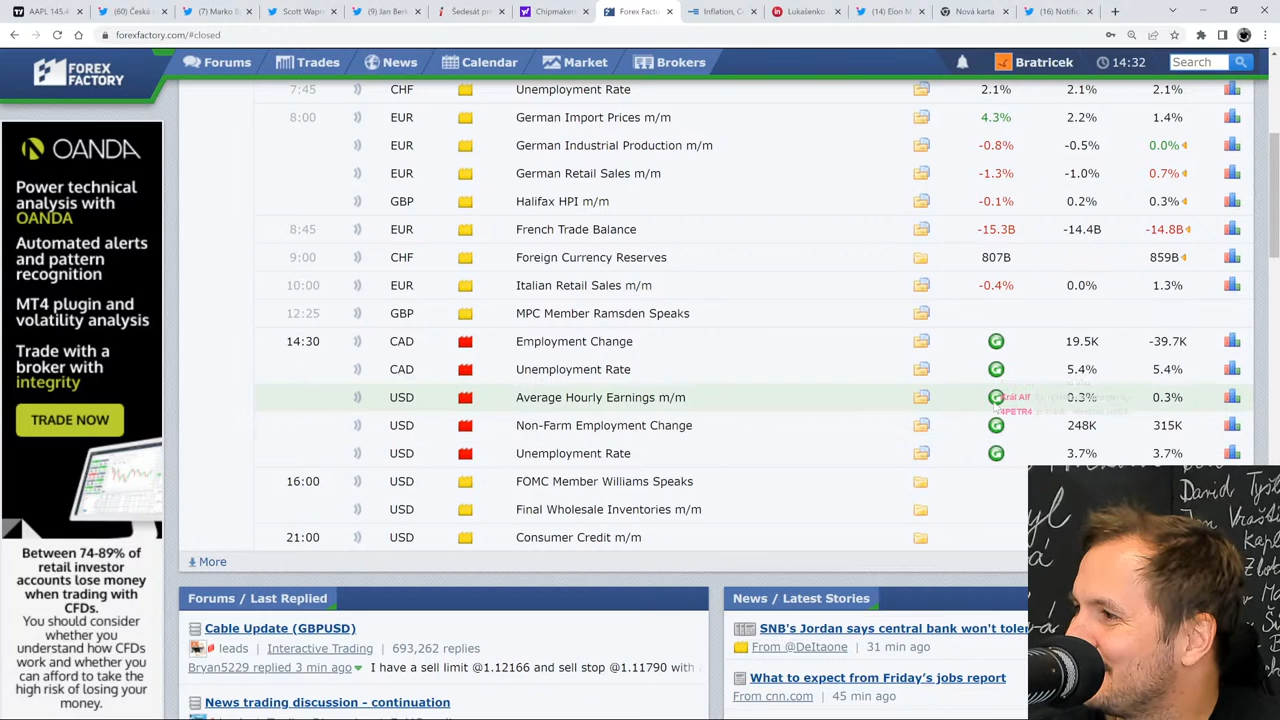 AAPL 145.4
(60) Česká
(7) Marko
Scott Wapn
(9) Jan Berk
Šedesát pr
Chipmakers
Forex Facto
Inflation, C
Lukašenko
(14) Elon M
Nová karta
(16) Notific
forexfactory.com/#closed
FOREX FACTORY
Forums
Trades
News
Calendar
Market
Brokers
Bratricek
14:32
Search
7:45 CHF Unemployment Rate 2.1% 2.1% 2.1%
8:00 EUR German Import Prices m/m 4.3% 2.2% 1.4%
EUR German Industrial Production m/m -0.8% -0.5% 0.0%
EUR German Retail Sales m/m -1.3% -1.0% 0.7%
GBP Halifax HPI m/m -0.1% 0.2% 0.3%
8:45 EUR French Trade Balance -15.3B -14.4B -14.8B
9:00 CHF Foreign Currency Reserves 807B 859B
10:00 EUR Italian Retail Sales m/m -0.4% 0.0% 1.3%
12:25 GBP MPC Member Ramsden Speaks
14:30 CAD Employment Change 19.5K -39.7K
CAD Unemployment Rate 5.4% 5.4%
USD Average Hourly Earnings m/m 0.3% 0.3%
Král Alf
4PETR4
USD Non-Farm Employment Change 248K 315K
USD Unemployment Rate 3.7% 3.7%
16:00 USD FOMC Member Williams Speaks
USD Final Wholesale Inventories m/m
21:00 USD Consumer Credit m/m
More
OANDA
Power technical
analysis with
OANDA
Automated alerts
and pattern
recognition
MT4 plugin and
volatility analysis
Trade with a
broker with
integrity
TRADE NOW
Between 74-89% of
retail investor
accounts lose money
when trading with
CFDs.
You should consider
whether you
understand how CFDs
work and whether you
can afford to take the
high risk of losing your
money.
Forums / Last Replied
Cable Update (GBPUSD)
leads | Interactive Trading | 693,262 replies
Bryan5229 replied 3 min ago I have a sell limit @1.12166 and sell stop @1.11790 with
News trading discussion - continuation
News / Latest Stories
SNB's Jordan says central bank won't toler
From @DeItaone | 31 min ago
What to expect from Friday's jobs report
From cnn.com | 45 min ago
David Tyšl